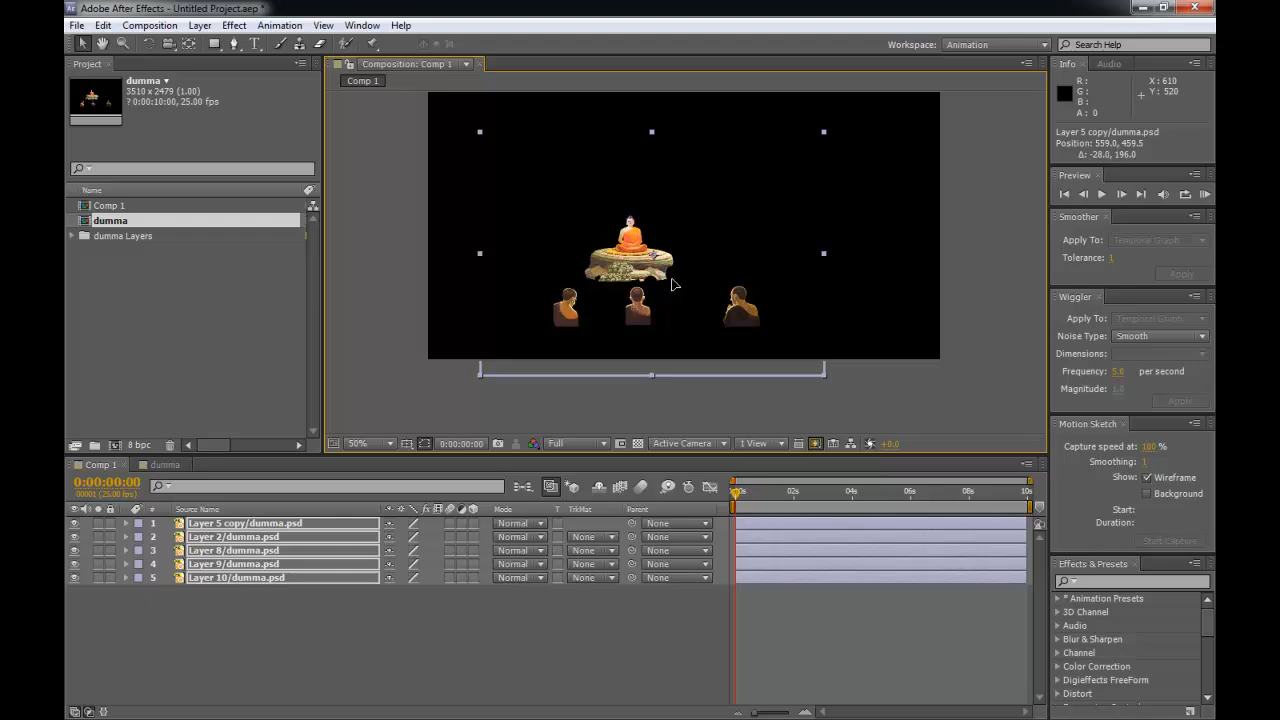 Adobe After Effects - Untitled Project.aep *
File Edit Composition Layer Effect Animation View Window Help
Workspace: Animation Search Help
Project
dumma
3510 x 2479 (1.00)
? 0:00:10:00, 25.00 fps
Name
Comp 1
dumma
dumma Layers
8 bpc
Composition: Comp 1
Comp 1
50% 0:00:00:00 Full Active Camera 1 View +0.0
Info Audio
R : X : 610
G : Y : 520
B :
A : 0
Layer 5 copy/dumma.psd
Position: 559.0, 459.5
Δ: -28.0, 196.0
Preview
Smoother
Apply To: Temporal Graph
Tolerance: 1
Apply
Wiggler
Apply To: Temporal Graph
Noise Type: Smooth
Dimensions:
Frequency: 5.0 per second
Magnitude: 1.0
Apply
Motion Sketch
Capture speed at: 100 %
Smoothing: 1
Show: Wireframe
Background
Start:
Duration:
Start Capture
Effects & Presets
* Animation Presets
3D Channel
Audio
Blur & Sharpen
Channel
Color Correction
Digieffects FreeForm
Distort
Comp 1 dumma
0:00:00:00
00001 (25.00 fps)
# Source Name Mode T TrkMat Parent
02s 04s 06s 08s 10s
1 Layer 5 copy/dumma.psd Normal None
2 Layer 2/dumma.psd Normal None None
3 Layer 8/dumma.psd Normal None None
4 Layer 9/dumma.psd Normal None None
5 Layer 10/dumma.psd Normal None None